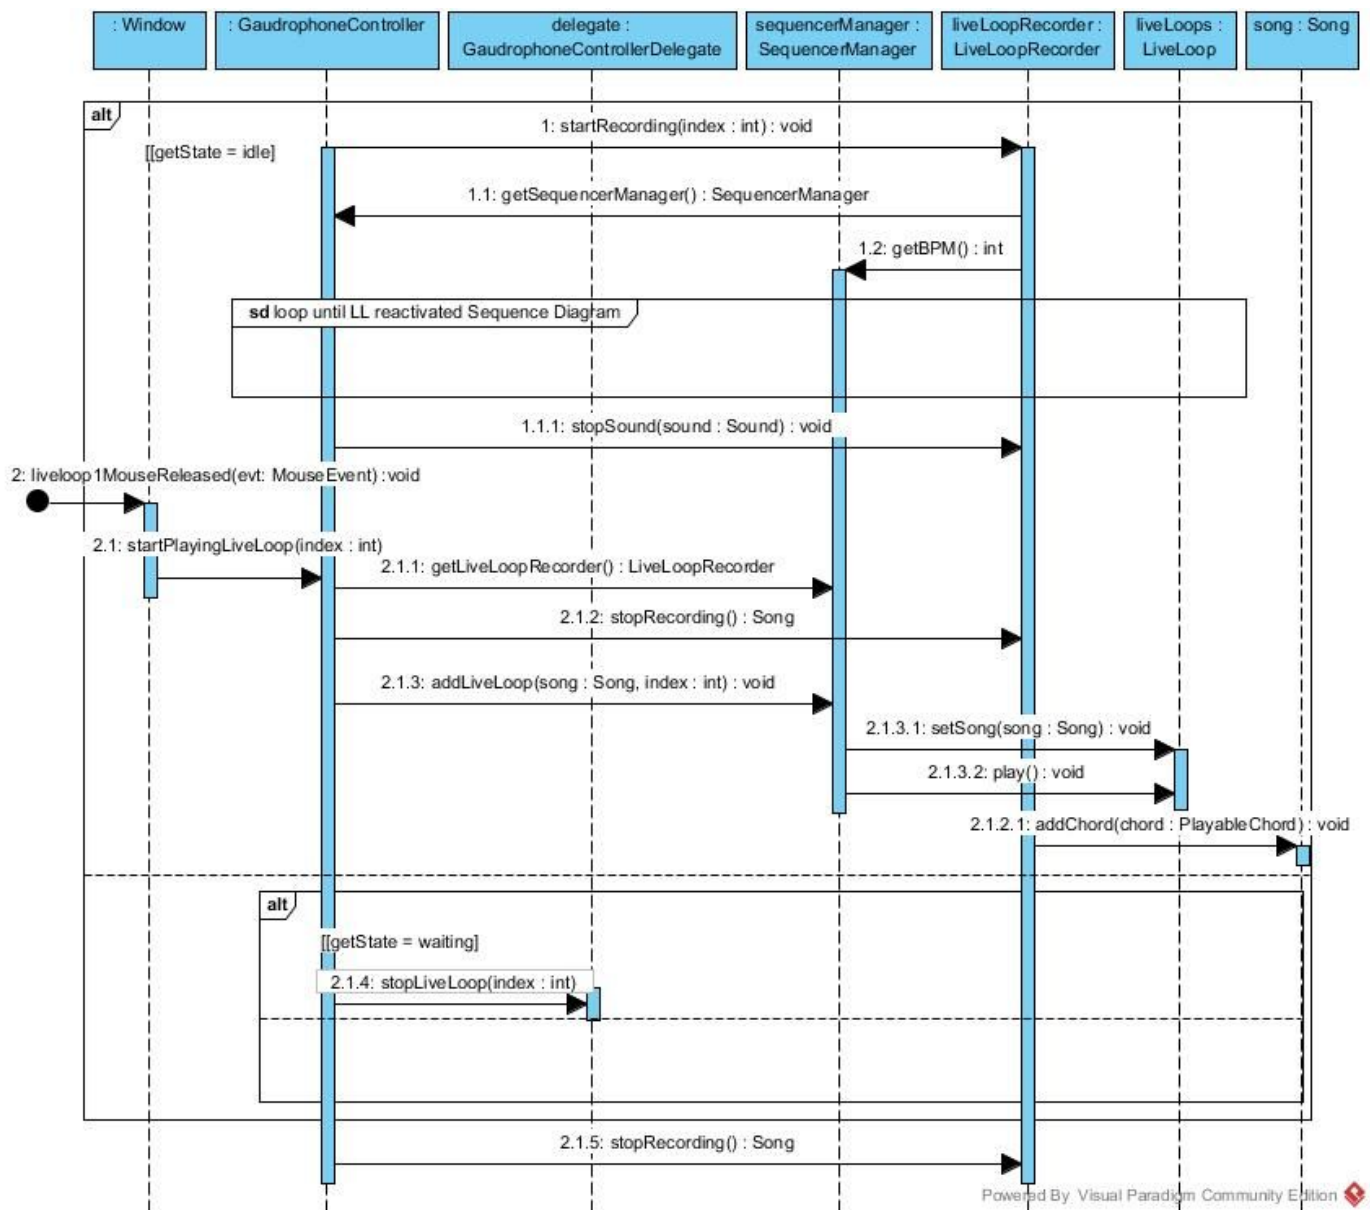 : Window
: GaudrophoneController
delegate :
GaudrophoneControllerDelegate
sequencerManager :
SequencerManager
liveLoopRecorder :
LiveLoopRecorder
liveLoops :
LiveLoop
song : Song
alt
1: startRecording(index : int) : void
[[getState = idle]
1.1: getSequencerManager() : SequencerManager
1.2: getBPM() : int
sd loop until LL reactivated Sequence Diagram
1.1.1: stopSound(sound : Sound) : void
2: liveloop1MouseReleased(evt: MouseEvent) :void
2.1: startPlayingLiveLoop(index : int)
2.1.1: getLiveLoopRecorder() : LiveLoopRecorder
2.1.2: stopRecording() : Song
2.1.3: addLiveLoop(song : Song, index : int) : void
2.1.3.1: setSong(song : Song) : void
2.1.3.2: play() : void
2.1.2.1: addChord(chord : PlayableChord) : void
alt
[[getState = waiting]
2.1.4: stopLiveLoop(index : int)
2.1.5: stopRecording() : Song
Powered By Visual Paradigm Community Edition